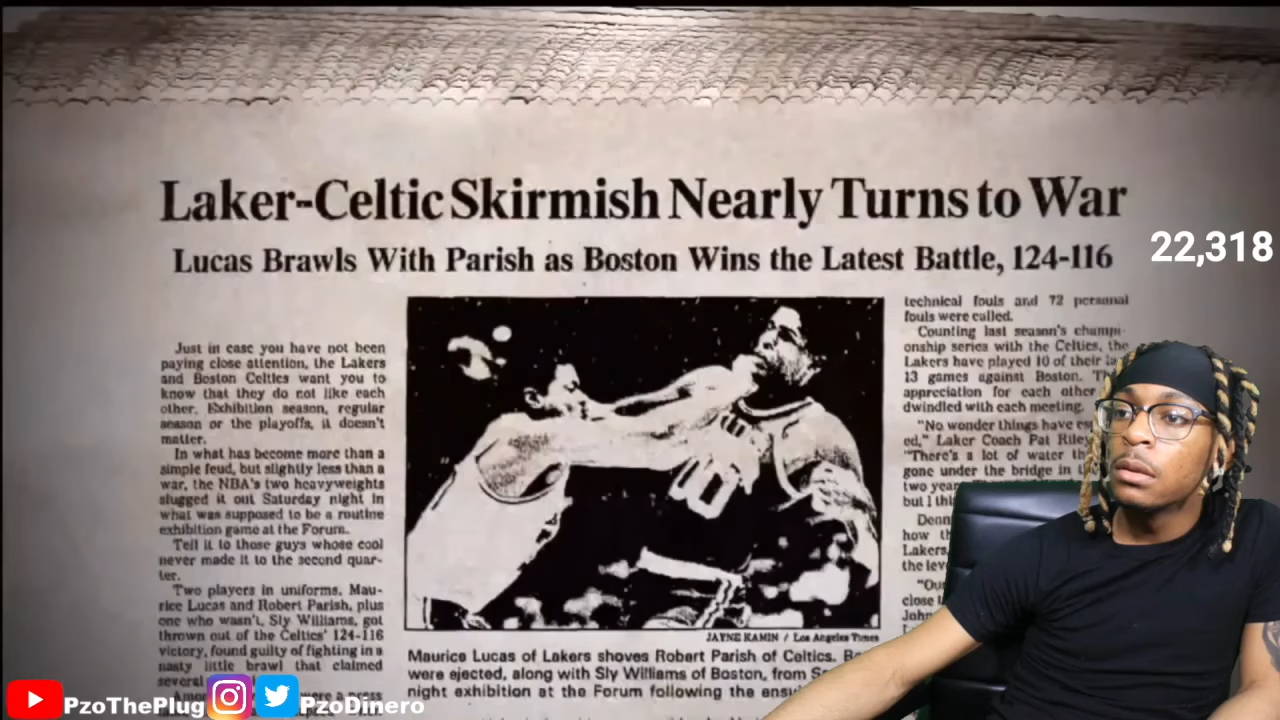 Laker-Celtic Skirmish Nearly Turns to War
Lucas Brawls With Parish as Boston Wins the Latest Battle, 124-116
22,318
Just in case you have not been
paying close attention, the Lakers
and Boston Celtics want you to
know that they do not like each
other. Exhibition season, regular
season or the playoffs, it doesn't
matter.
In what has become more than a
simple feud, but slightly less than a
war, the NBA's two heavyweights
slugged it out Saturday night in
what was supposed to be a routine
exhibition game at the Forum.
Tell it to those guys whose cool
never made it to the second quar-
ter.
Two players in uniforms, Mau-
rice Lucas and Robert Parish, plus
one who wasn't, Sly Williams, got
thrown out of the Celtics' 124-116
victory, found guilty of fighting in a
nasty little brawl that claimed
several
JAYNE KAMIN / Los Angeles Times
Maurice Lucas of Lakers shoves Robert Parish of Celtics.
were ejected, along with Sly Williams of Boston, from
night exhibition at the Forum following the
technical fouls and 72 personal
fouls were called.
Counting last season's champi-
onship series with the Celtics, the
Lakers have played 10 of their
13 games against Boston.
appreciation for each other
dwindled with each meeting.
"No wonder things have
ed," Laker Coach Pat
"There's a lot of water
gone under the bridge in
two
but I
how
Lakers,
the
"Our
close
PzoThePlug
PzoDinero